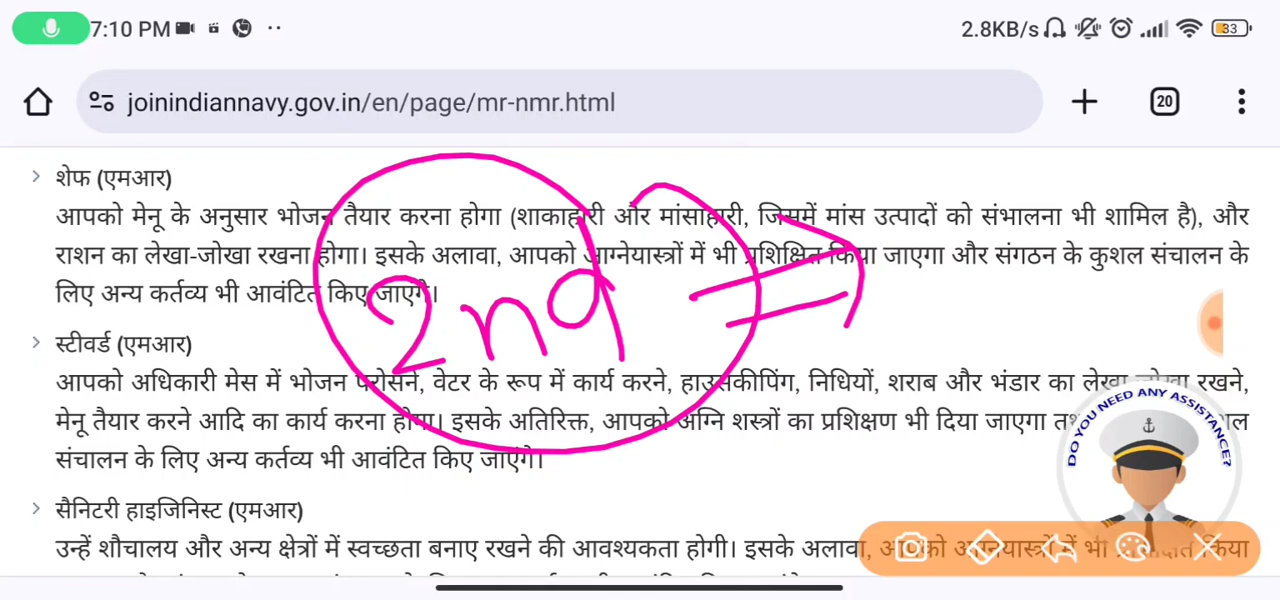 7:10 PM
2.8KB/s
33
joinindiannavy.gov.in/en/page/mr-nmr.html
20
शेफ (एमआर)
आपको मेनू के अनुसार भोजन तैयार करना होगा (शाकाहारी और मांसाहारी, जिसमें मांस उत्पादों को संभालना भी शामिल है), और
राशन का लेखा-जोखा रखना होगा। इसके अलावा, आपको आग्नेयास्त्रों में भी प्रशिक्षित किया जाएगा और संगठन के कुशल संचालन के
लिए अन्य कर्तव्य भी आवंटित किए जाएंगे।
2nd
स्टीवर्ड (एमआर)
आपको अधिकारी मेस में भोजन परोसने, वेटर के रूप में कार्य करने, हाउसकीपिंग, निधियों, शराब और भंडार का लेखा जोखा रखने,
मेनू तैयार करने आदि का कार्य करना होगा। इसके अतिरिक्त, आपको अग्नि शस्त्रों का प्रशिक्षण भी दिया जाएगा
संचालन के लिए अन्य कर्तव्य भी आवंटित किए जाएंगे।
DO YOU NEED ANY ASSISTANCE?
सैनिटरी हाइजिनिस्ट (एमआर)
उन्हें शौचालय और अन्य क्षेत्रों में स्वच्छता बनाए रखने की आवश्यकता होगी। इसके अलावा, आपको में भी किया